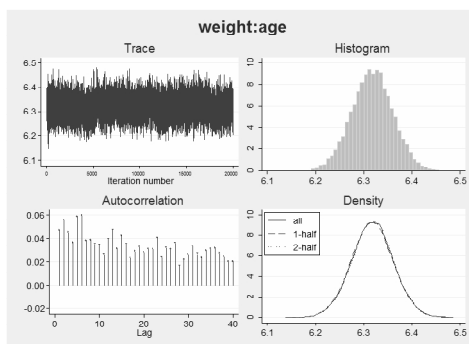 weight:age
Trace
6.5
6.4
6.3
6.2
6.1
0 5000 10000 15000 20000
Iteration number
Histogram
10
8
6
4
2
0
6.1 6.2 6.3 6.4 6.5
Autocorrelation
0.06
0.04
0.02
0.00
-0.02
0 10 20 30 40
Lag
Density
10
8
6
4
2
0
all
1-half
2-half
6.1 6.2 6.3 6.4 6.5